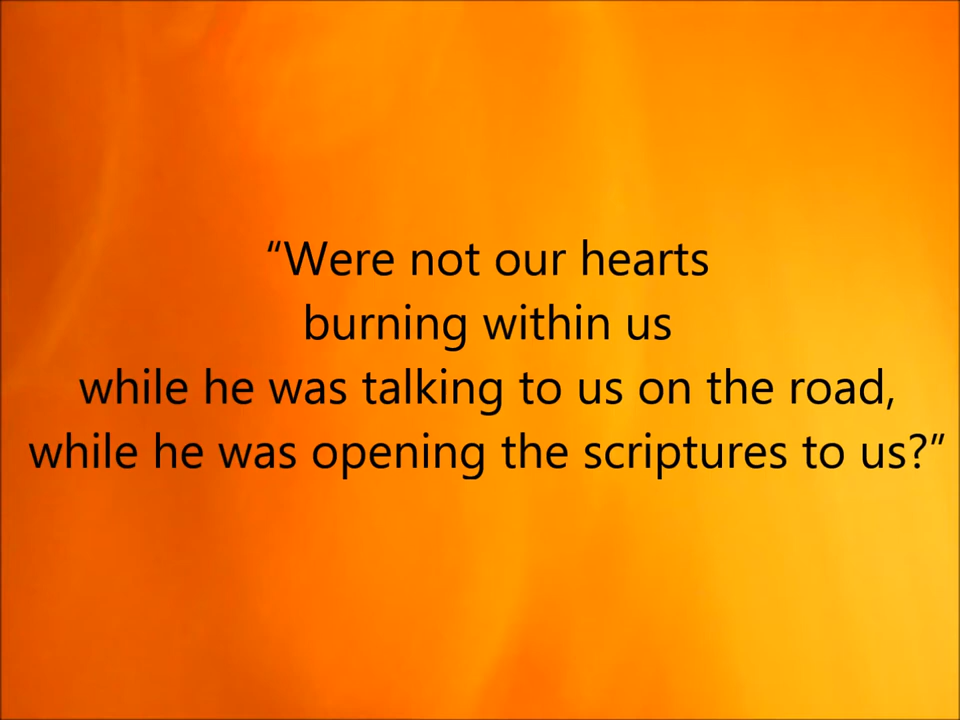 “Were not our hearts
burning within us
while he was talking to us on the road,
while he was opening the scriptures to us?”